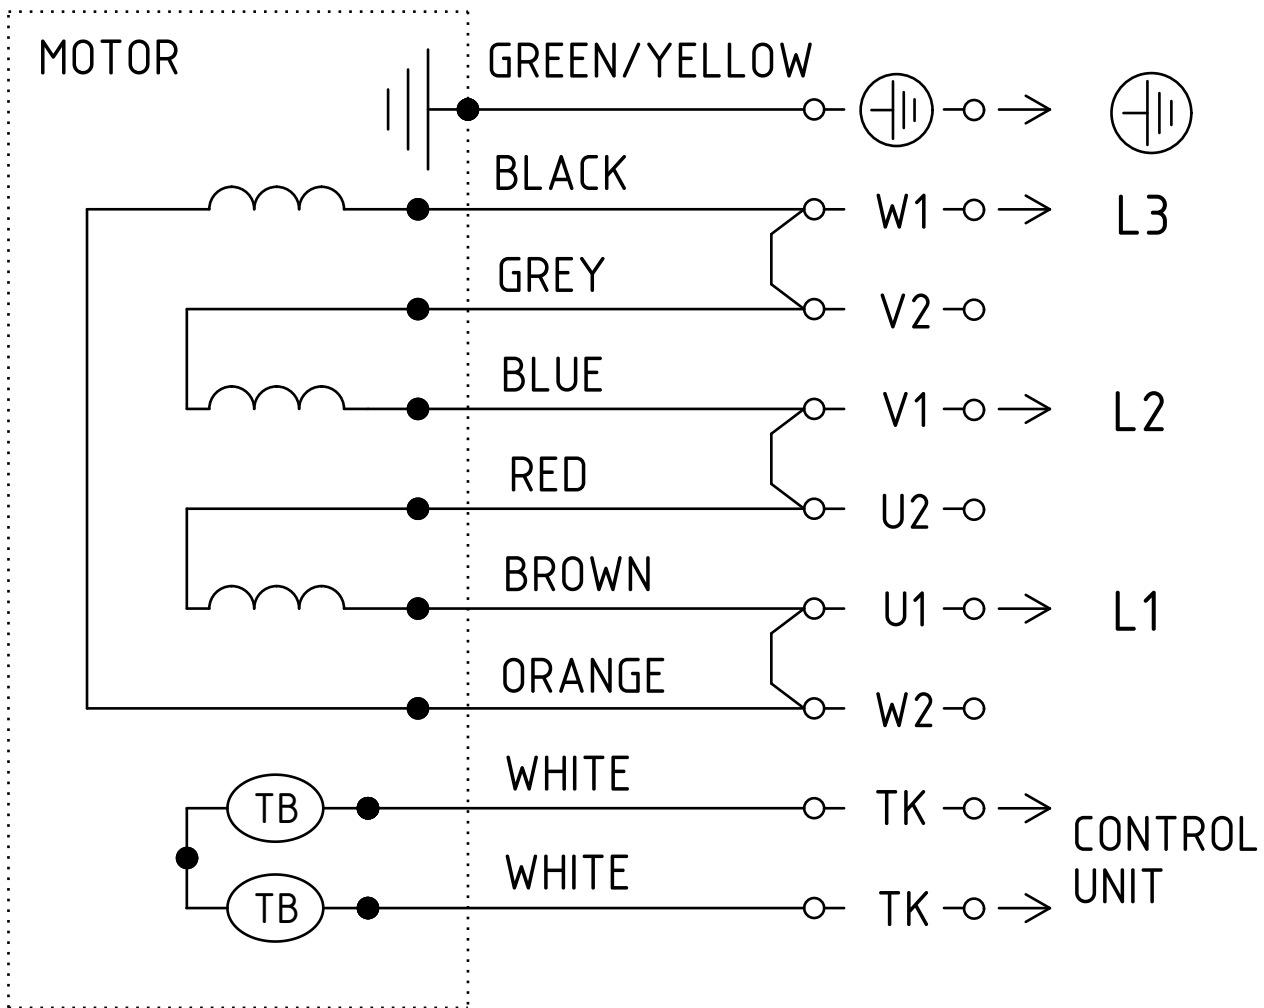 MOTOR
GREEN/YELLOW
BLACK
W1
L3
GREY
V2
BLUE
V1
L2
RED
U2
BROWN
U1
L1
ORANGE
W2
WHITE
TB
TK
CONTROL
UNIT
WHITE
TB
TK